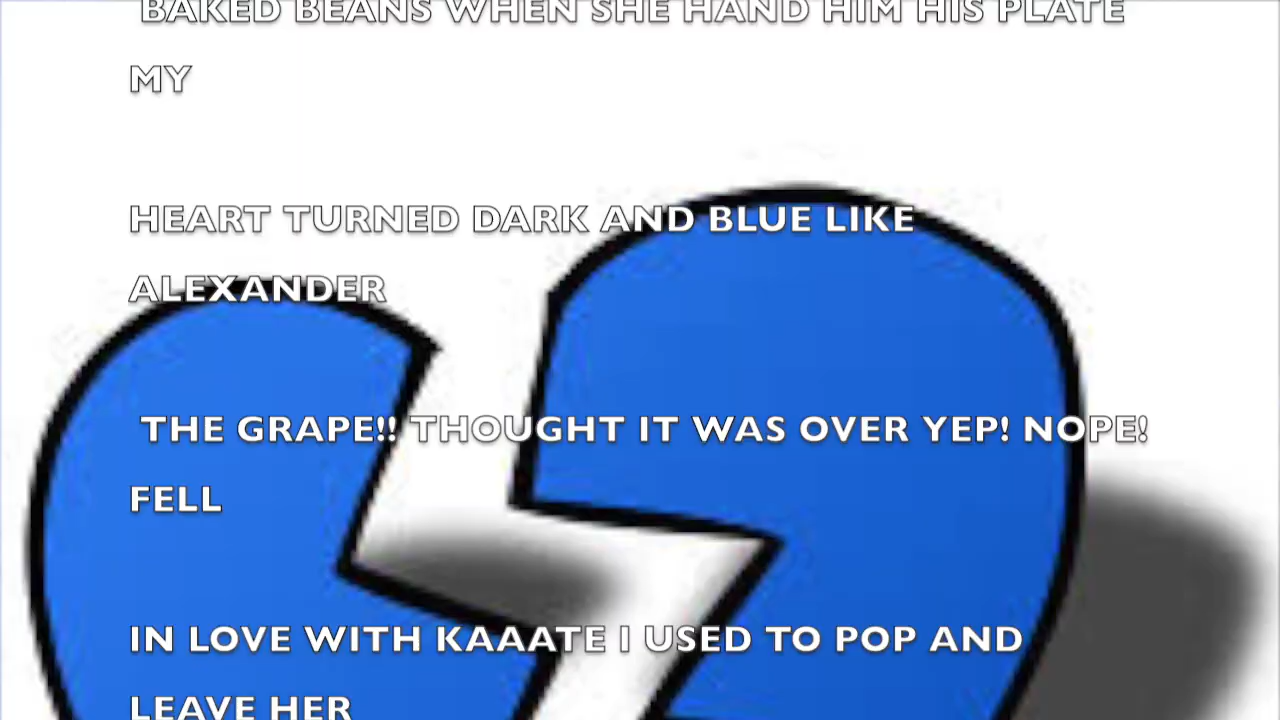 BAKED BEANS WHEN SHE HAND HIM HIS PLATE
MY
HEART TURNED DARK AND BLUE LIKE
ALEXANDER
THE GRAPE!! THOUGHT IT WAS OVER YEP! NOPE!
FELL
IN LOVE WITH KAAATE I USED TO POP AND
LEAVE HER